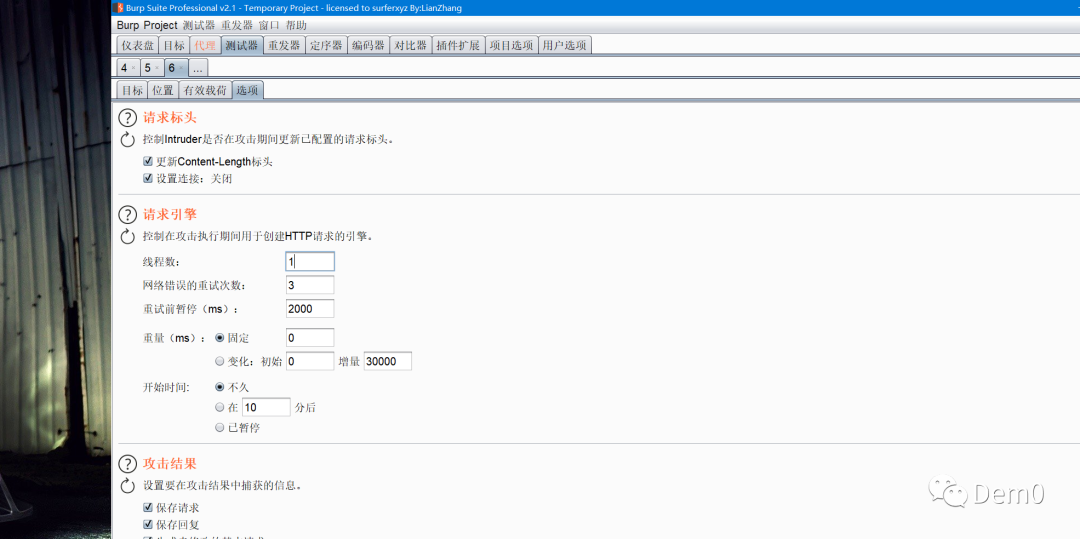 Burp Suite Professional v2.1 - Temporary Project - licensed to surferxyz By:LianZhang
Burp Project 测试器 重发器 窗口 帮助
仪表盘 目标 代理 测试器 重发器 定序器 编码器 对比器 插件扩展 项目选项 用户选项
4 × 5 × 6 × ...
目标 位置 有效载荷 选项
? 请求标头
控制Intruder是否在攻击期间更新已配置的请求标头。
更新Content-Length标头
设置连接：关闭
? 请求引擎
控制在攻击执行期间用于创建HTTP请求的引擎。
线程数： 1
网络错误的重试次数： 3
重试前暂停（ms）： 2000
重量（ms）： 固定 0
变化：初始 0 增量 30000
开始时间: 不久
在 10 分后
已暂停
? 攻击结果
设置要在攻击结果中捕获的信息。
保存请求
保存回复
Dem0